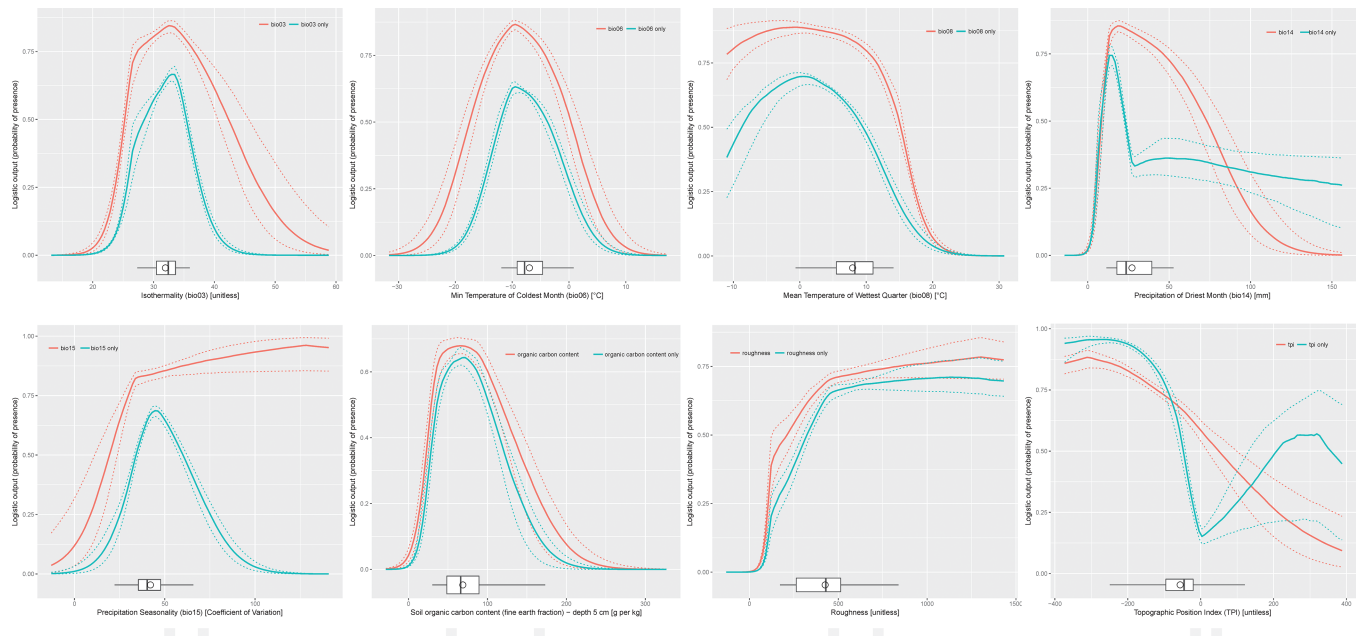 bio03 bio03 only
Logistic output (probability of presence)
0.75
0.50
0.25
0.00
20 30 40 50 60
Isothermality (bio03) [unitless]
bio06 bio06 only
Logistic output (probability of presence)
0.75
0.50
0.25
0.00
−30 −20 −10 0 10
Min Temperature of Coldest Month (bio06) [°C]
bio08 bio08 only
Logistic output (probability of presence)
0.75
0.50
0.25
0.00
−10 0 10 20 30
Mean Temperature of Wettest Quarter (bio08) [°C]
bio14 bio14 only
Logistic output (probability of presence)
0.75
0.50
0.25
0.00
0 50 100 150
Precipitation of Driest Month (bio14) [mm]
bio15 bio15 only
Logistic output (probability of presence)
1.00
0.75
0.50
0.25
0.00
0 50 100
Precipitation Seasonality (bio15) [Coefficient of Variation]
organic carbon content organic carbon content only
Logistic output (probability of presence)
0.6
0.4
0.2
0.0
0 100 200 300
Soil organic carbon content (fine earth fraction) − depth 5 cm [g per kg]
roughness roughness only
Logistic output (probability of presence)
0.75
0.50
0.25
0.00
0 500 1000 1500
Roughness [unitless]
tpi tpi only
Logistic output (probability of presence)
1.00
0.75
0.50
0.25
0.00
−400 −200 0 200 400
Topographic Position Index (TPI) [untiless]